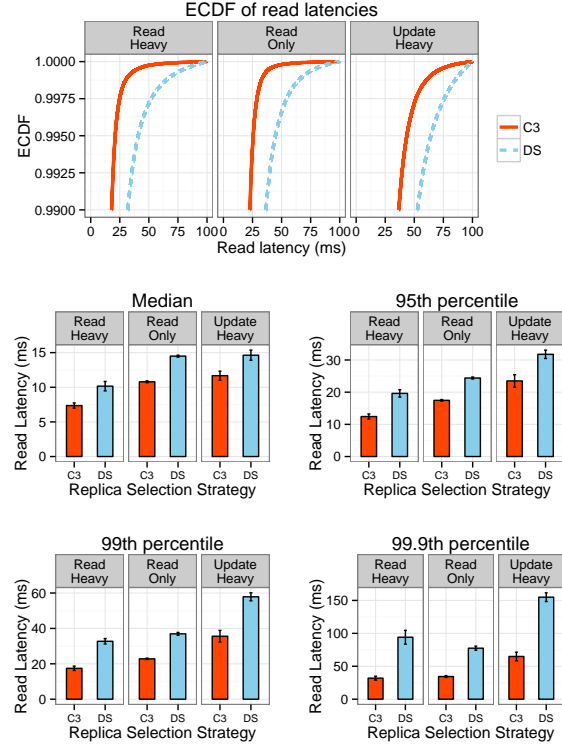 ECDF of read latencies
Read Heavy
Read Only
Update Heavy
ECDF
1.0000
0.9975
0.9950
0.9925
0.9900
0 25 50 75 100 0 25 50 75 100 0 25 50 75 100
Read latency (ms)
C3
DS
Median
Read Heavy
Read Only
Update Heavy
Read Latency (ms)
15
10
5
0
C3 DS C3 DS C3 DS
Replica Selection Strategy
95th percentile
Read Heavy
Read Only
Update Heavy
Read Latency (ms)
30
20
10
0
C3 DS C3 DS C3 DS
Replica Selection Strategy
99th percentile
Read Heavy
Read Only
Update Heavy
Read Latency (ms)
60
40
20
0
C3 DS C3 DS C3 DS
Replica Selection Strategy
99.9th percentile
Read Heavy
Read Only
Update Heavy
Read Latency (ms)
150
100
50
0
C3 DS C3 DS C3 DS
Replica Selection Strategy